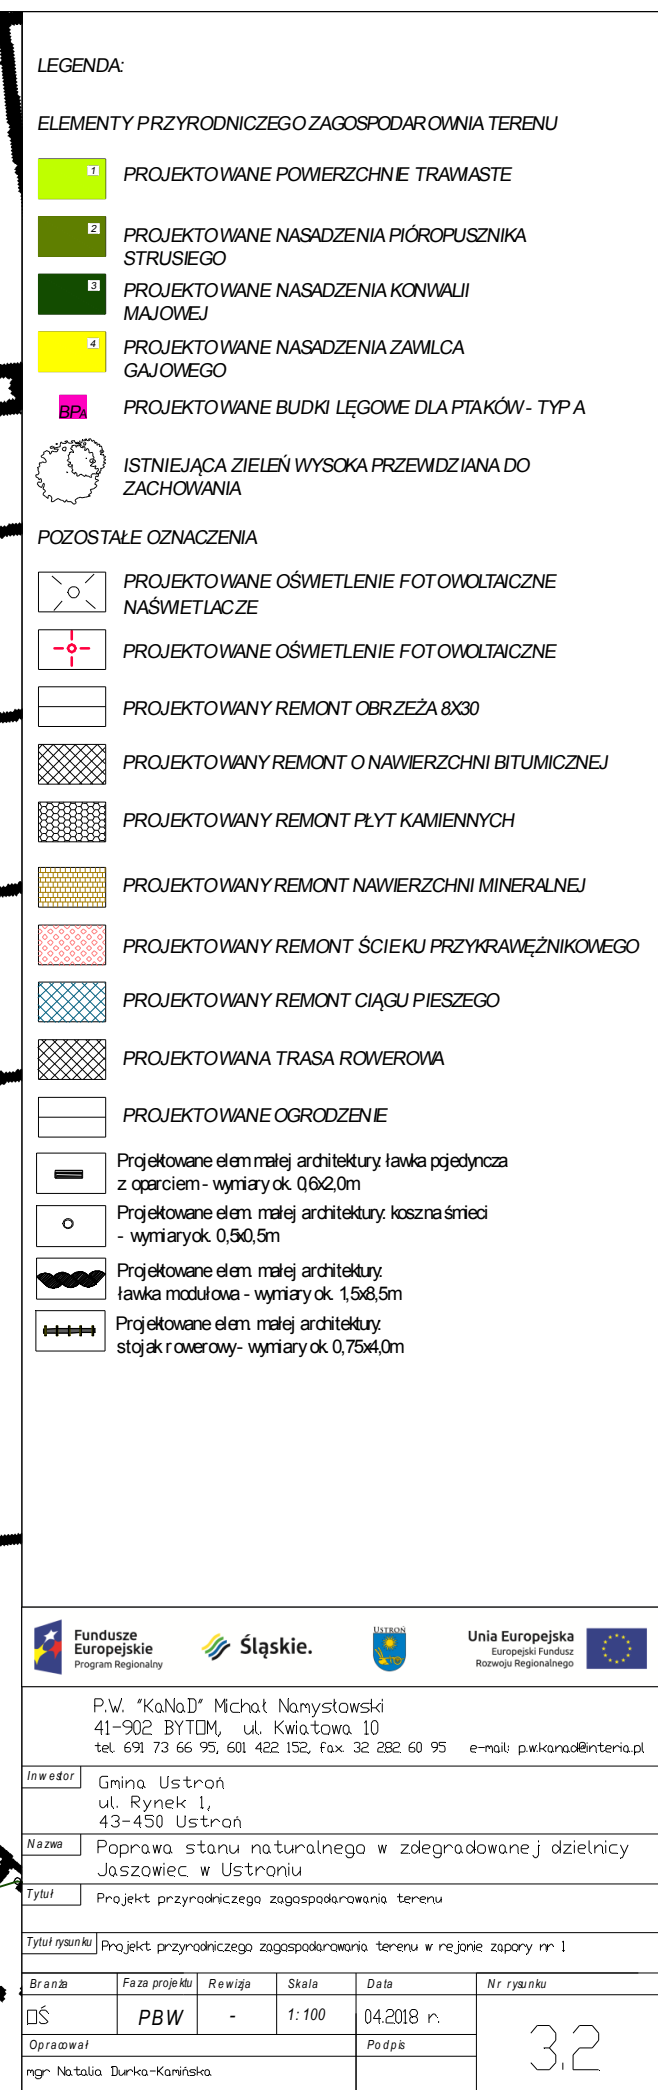 LEGENDA:
ELEMENTY PRZYRODNICZEGO ZAGOSPODAROWNIA TERENU
1
PROJEKTOWANE POWIERZCHNIE TRAWIASTE
2
PROJEKTOWANE NASADZENIA PIÓROPUSZNIKA
STRUSIEGO
3
PROJEKTOWANE NASADZENIA KONWALII
MAJOWEJ
4
PROJEKTOWANE NASADZENIA ZAWILCA
GAJOWEGO
BPA
PROJEKTOWANE BUDKI LĘGOWE DLA PTAKÓW - TYP A
ISTNIEJĄCA ZIELEŃ WYSOKA PRZEWIDZIANA DO
ZACHOWANIA
POZOSTAŁE OZNACZENIA
PROJEKTOWANE OŚWIETLENIE FOTOWOLTAICZNE
NAŚWIETLACZE
PROJEKTOWANE OŚWIETLENIE FOTOWOLTAICZNE
PROJEKTOWANY REMONT OBRZEŻA 8X30
PROJEKTOWANY REMONT O NAWIERZCHNI BITUMICZNEJ
PROJEKTOWANY REMONT PŁYT KAMIENNYCH
PROJEKTOWANY REMONT NAWIERZCHNI MINERALNEJ
PROJEKTOWANY REMONT ŚCIEKU PRZYKRAWĘŻNIKOWEGO
PROJEKTOWANY REMONT CIĄGU PIESZEGO
PROJEKTOWANA TRASA ROWEROWA
PROJEKTOWANE OGRODZENIE
Projektowane elem małej architektury: ławka pojedyncza
z oparciem - wymiary ok. 0,6x2,0m
Projektowane elem. małej architektury: kosz na śmieci
- wymiary ok. 0,5x0,5m
Projektowane elem. małej architektury:
ławka modułowa - wymiary ok. 1,5x8,5m
Projektowane elem. małej architektury:
stojak rowerowy- wymiary ok. 0,75x4,0m
Fundusze
Europejskie
Program Regionalny
Śląskie.
USTROŃ
Unia Europejska
Europejski Fundusz
Rozwoju Regionalnego
P.W. "KaNaD" Michał Namysłowski
41-902 BYTOM, ul. Kwiatowa 10
tel. 691 73 66 95, 601 422 152, fax. 32 282 60 95 e-mail: p.w.kanad@interia.pl
Inwestor
Gmina Ustroń
ul. Rynek 1,
43-450 Ustroń
Nazwa
Poprawa stanu naturalnego w zdegradowanej dzielnicy
Jaszowiec w Ustroniu
Tytuł
Projekt przyrodniczego zagospodarowania terenu
Tytuł rysunku
Projekt przyrodniczego zagospodarowania terenu w rejonie zapory nr 1
Branża Faza projektu Rewizja Skala Data Nr rysunku
OŚ PBW - 1:100 04.2018 r.
3.2
Opracował Podpis
mgr Natalia Durka-Kamińska